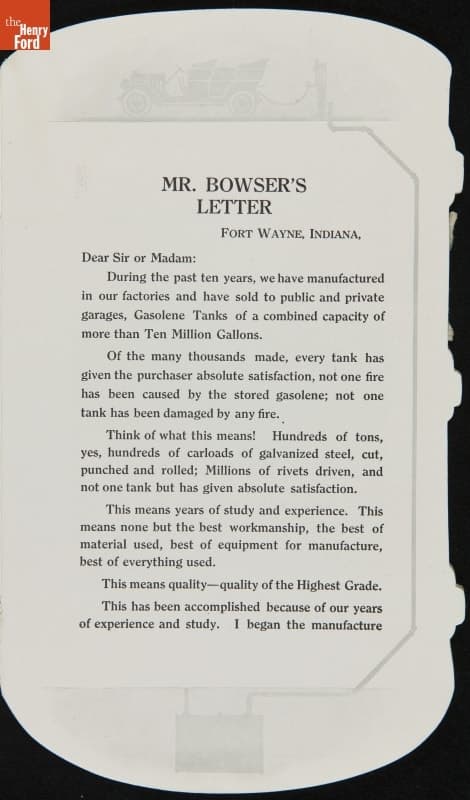 the
Henry
Ford
MR. BOWSER'S
LETTER
FORT WAYNE, INDIANA,
Dear Sir or Madam:
During the past ten years, we have manufactured
in our factories and have sold to public and private
garages, Gasolene Tanks of a combined capacity of
more than Ten Million Gallons.
Of the many thousands made, every tank has
given the purchaser absolute satisfaction, not one fire
has been caused by the stored gasolene; not one
tank has been damaged by any fire.
Think of what this means! Hundreds of tons,
yes, hundreds of carloads of galvanized steel, cut,
punched and rolled; Millions of rivets driven, and
not one tank but has given absolute satisfaction.
This means years of study and experience. This
means none but the best workmanship, the best of
material used, best of equipment for manufacture,
best of everything used.
This means quality—quality of the Highest Grade.
This has been accomplished because of our years
of experience and study. I began the manufacture